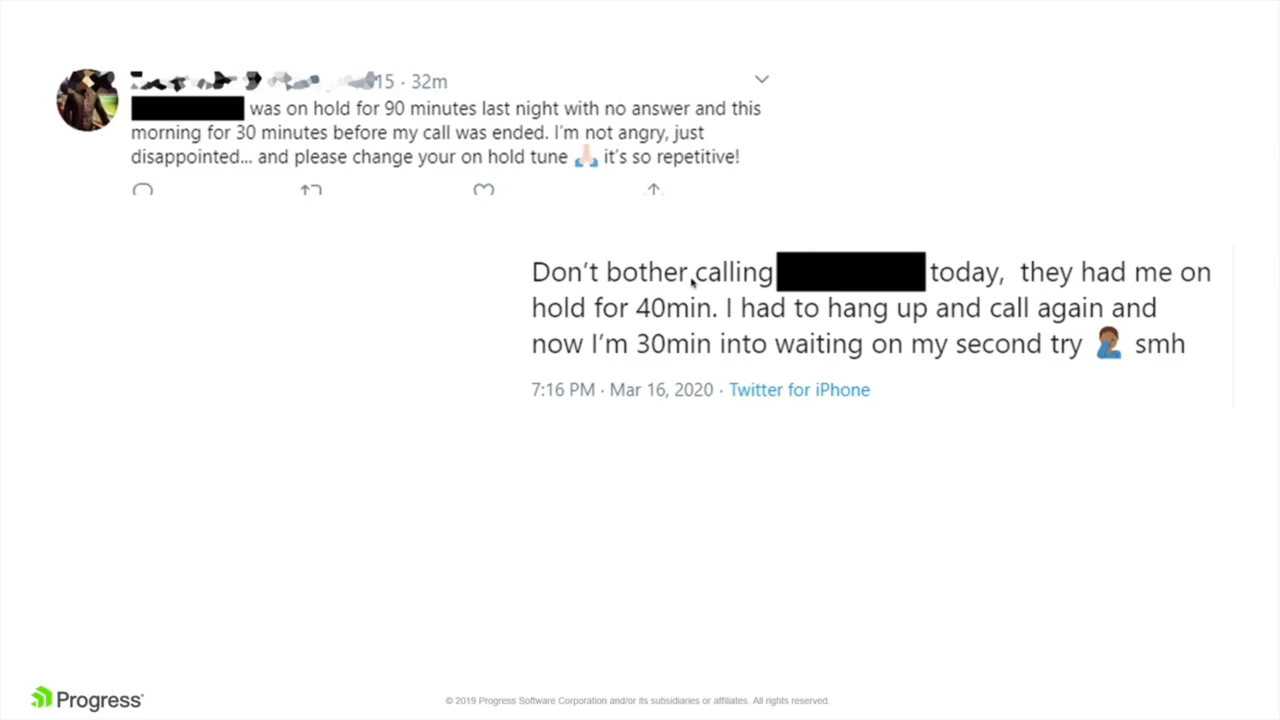 15 · 32m
was on hold for 90 minutes last night with no answer and this
morning for 30 minutes before my call was ended. I'm not angry, just
disappointed... and please change your on hold tune 🙏🏻 it's so repetitive!
Don't bother calling today, they had me on
hold for 40min. I had to hang up and call again and
now I'm 30min into waiting on my second try 🤦🏾 smh
7:16 PM · Mar 16, 2020 · Twitter for iPhone
Progress
© 2019 Progress Software Corporation and/or its subsidiaries or affiliates. All rights reserved.